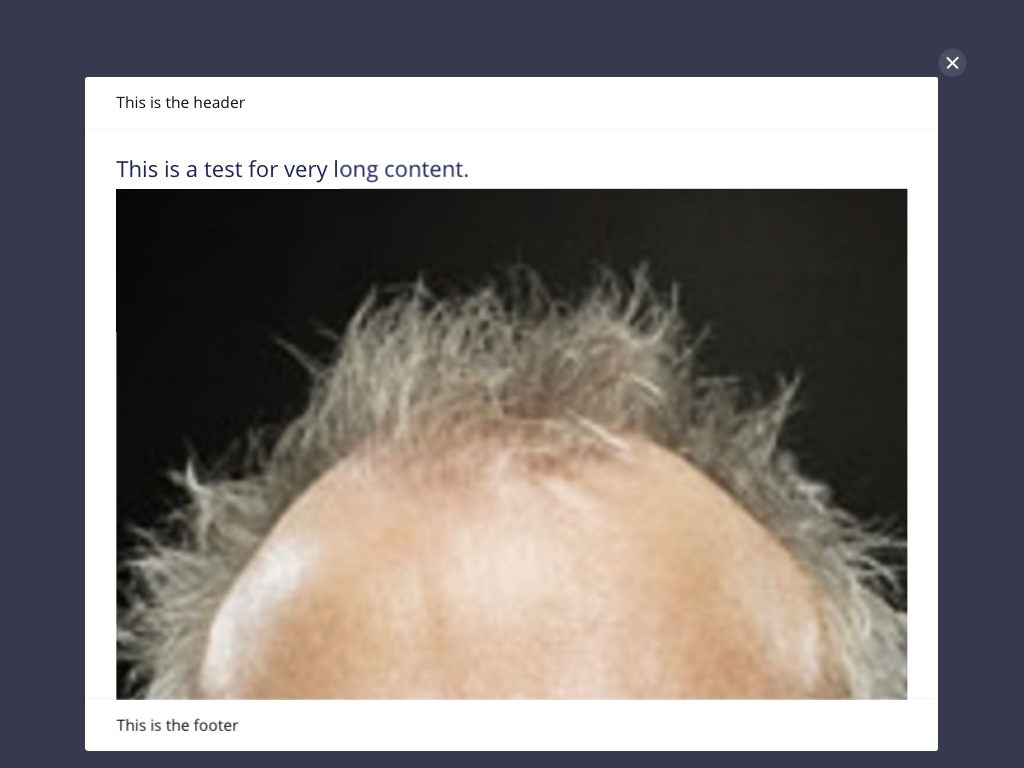 This is the header
This is a test for very long content.
This is the footer